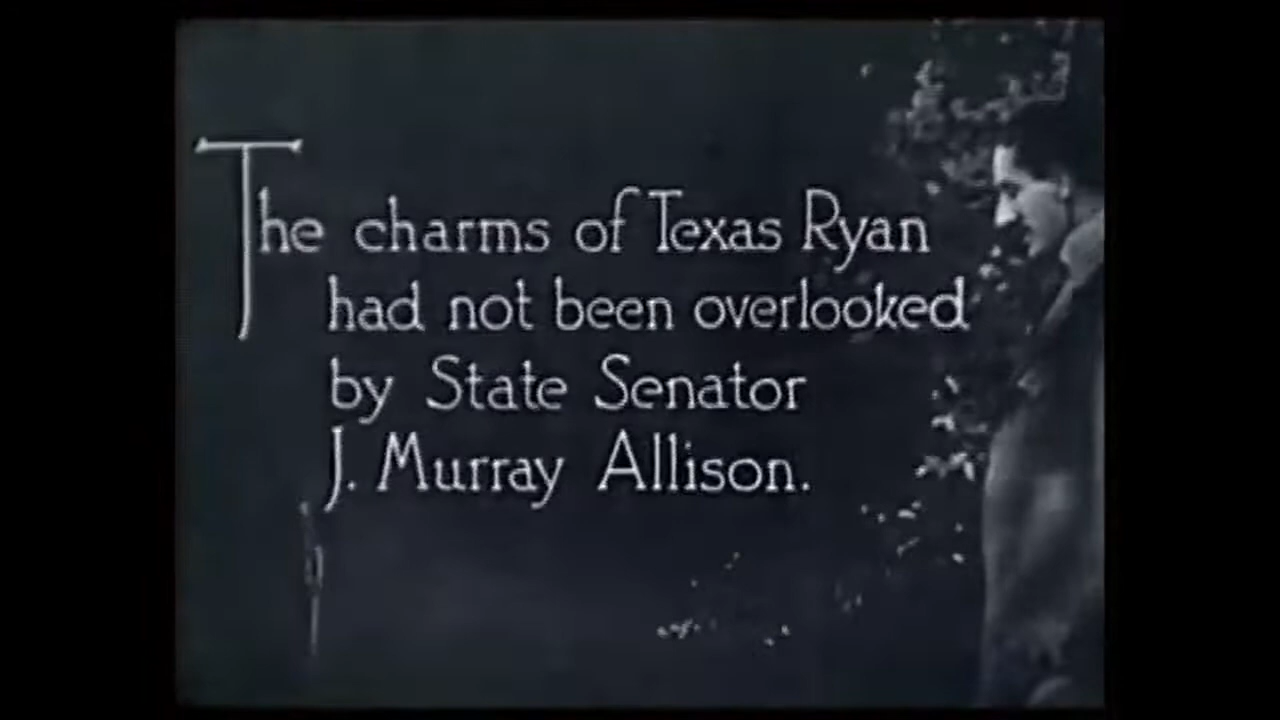 The charms of Texas Ryan
had not been overlooked
by State Senator
J. Murray Allison.